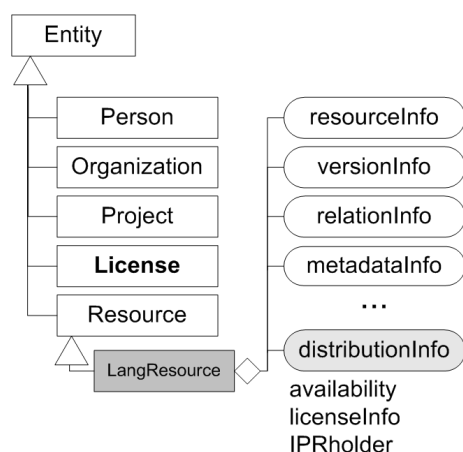 Entity
Person
Organization
Project
License
Resource
LangResource
resourceInfo
versionInfo
relationInfo
metadataInfo
...
distributionInfo
availability
licenseInfo
IPRholder